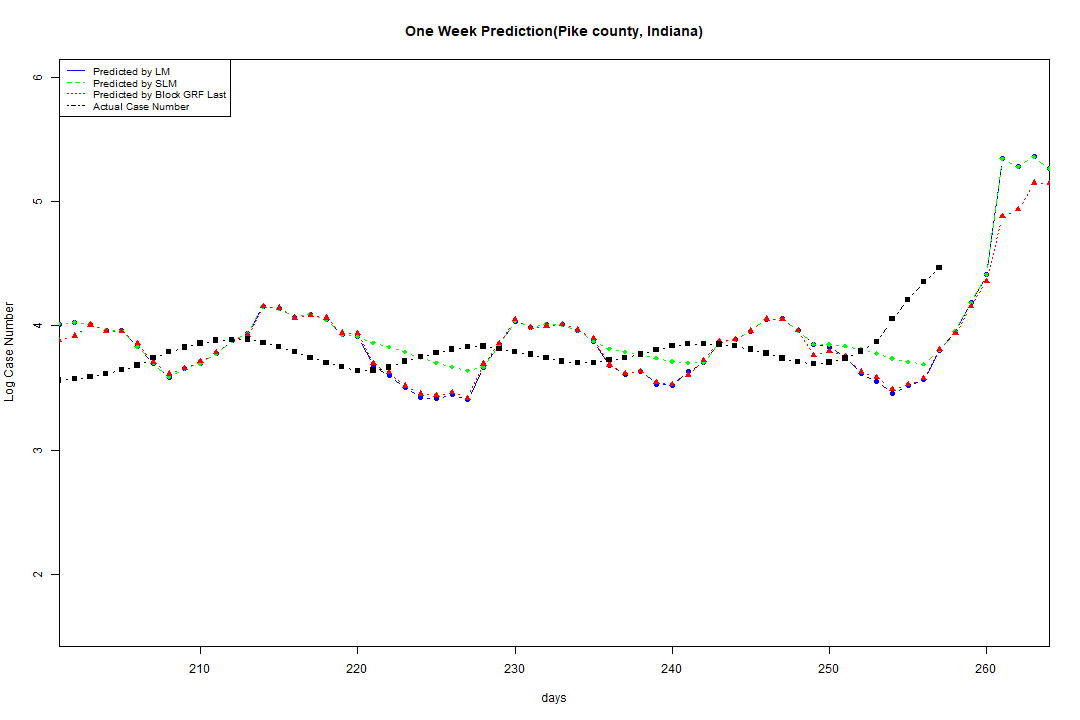 One Week Prediction(Pike county, Indiana)
Predicted by LM
Predicted by SLM
Predicted by Block GRF Last
Actual Case Number
6
5
4
3
2
Log Case Number
210 220 230 240 250 260
days